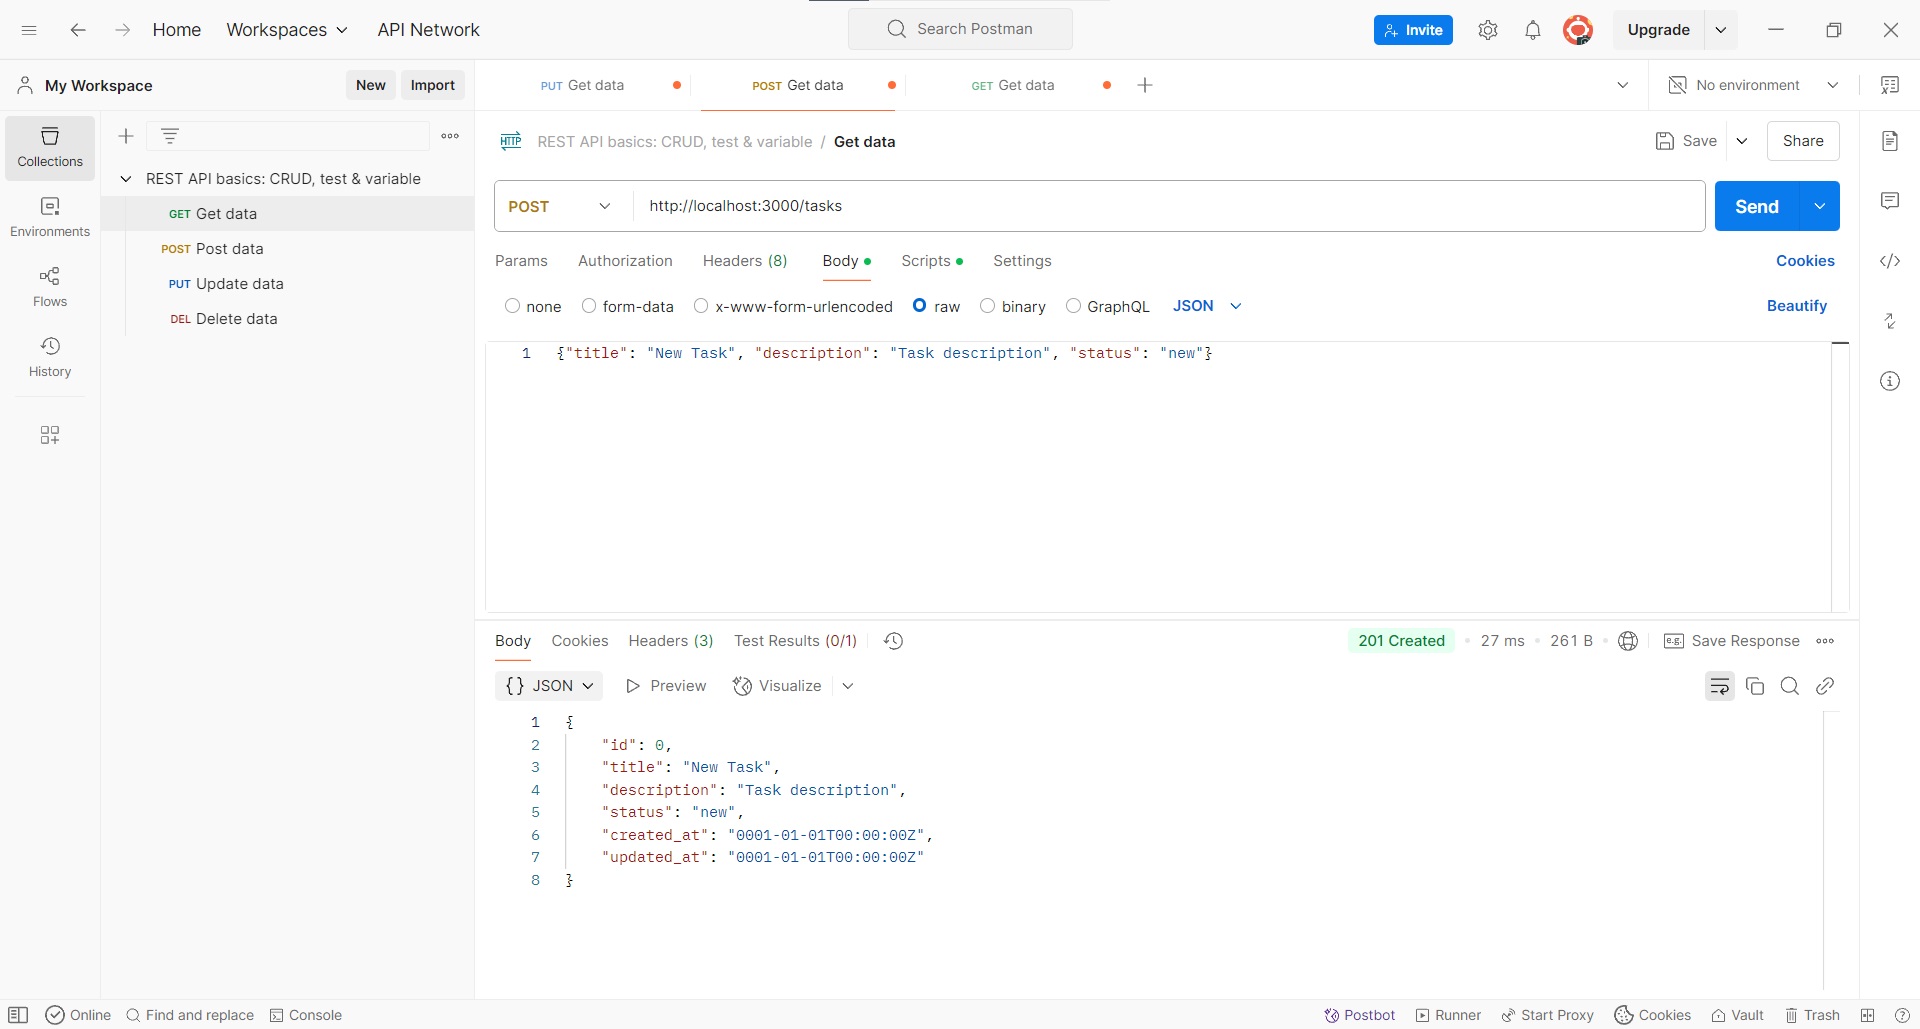 Home Workspaces API Network Search Postman Invite Upgrade
My Workspace New Import PUT Get data POST Get data GET Get data No environment
Collections
Environments
Flows
History
REST API basics: CRUD, test & variable
GET Get data
POST Post data
PUT Update data
DEL Delete data
HTTP REST API basics: CRUD, test & variable / Get data Save Share
POST http://localhost:3000/tasks Send
Params Authorization Headers (8) Body Scripts Settings Cookies
none form-data x-www-form-urlencoded raw binary GraphQL JSON Beautify
1 {"title": "New Task", "description": "Task description", "status": "new"}
Body Cookies Headers (3) Test Results (0/1) 201 Created 27 ms 261 B e.g. Save Response
{} JSON Preview Visualize
1 {
2 "id": 0,
3 "title": "New Task",
4 "description": "Task description",
5 "status": "new",
6 "created_at": "0001-01-01T00:00:00Z",
7 "updated_at": "0001-01-01T00:00:00Z"
8 }
Online Find and replace Console Postbot Runner Start Proxy Cookies Vault Trash